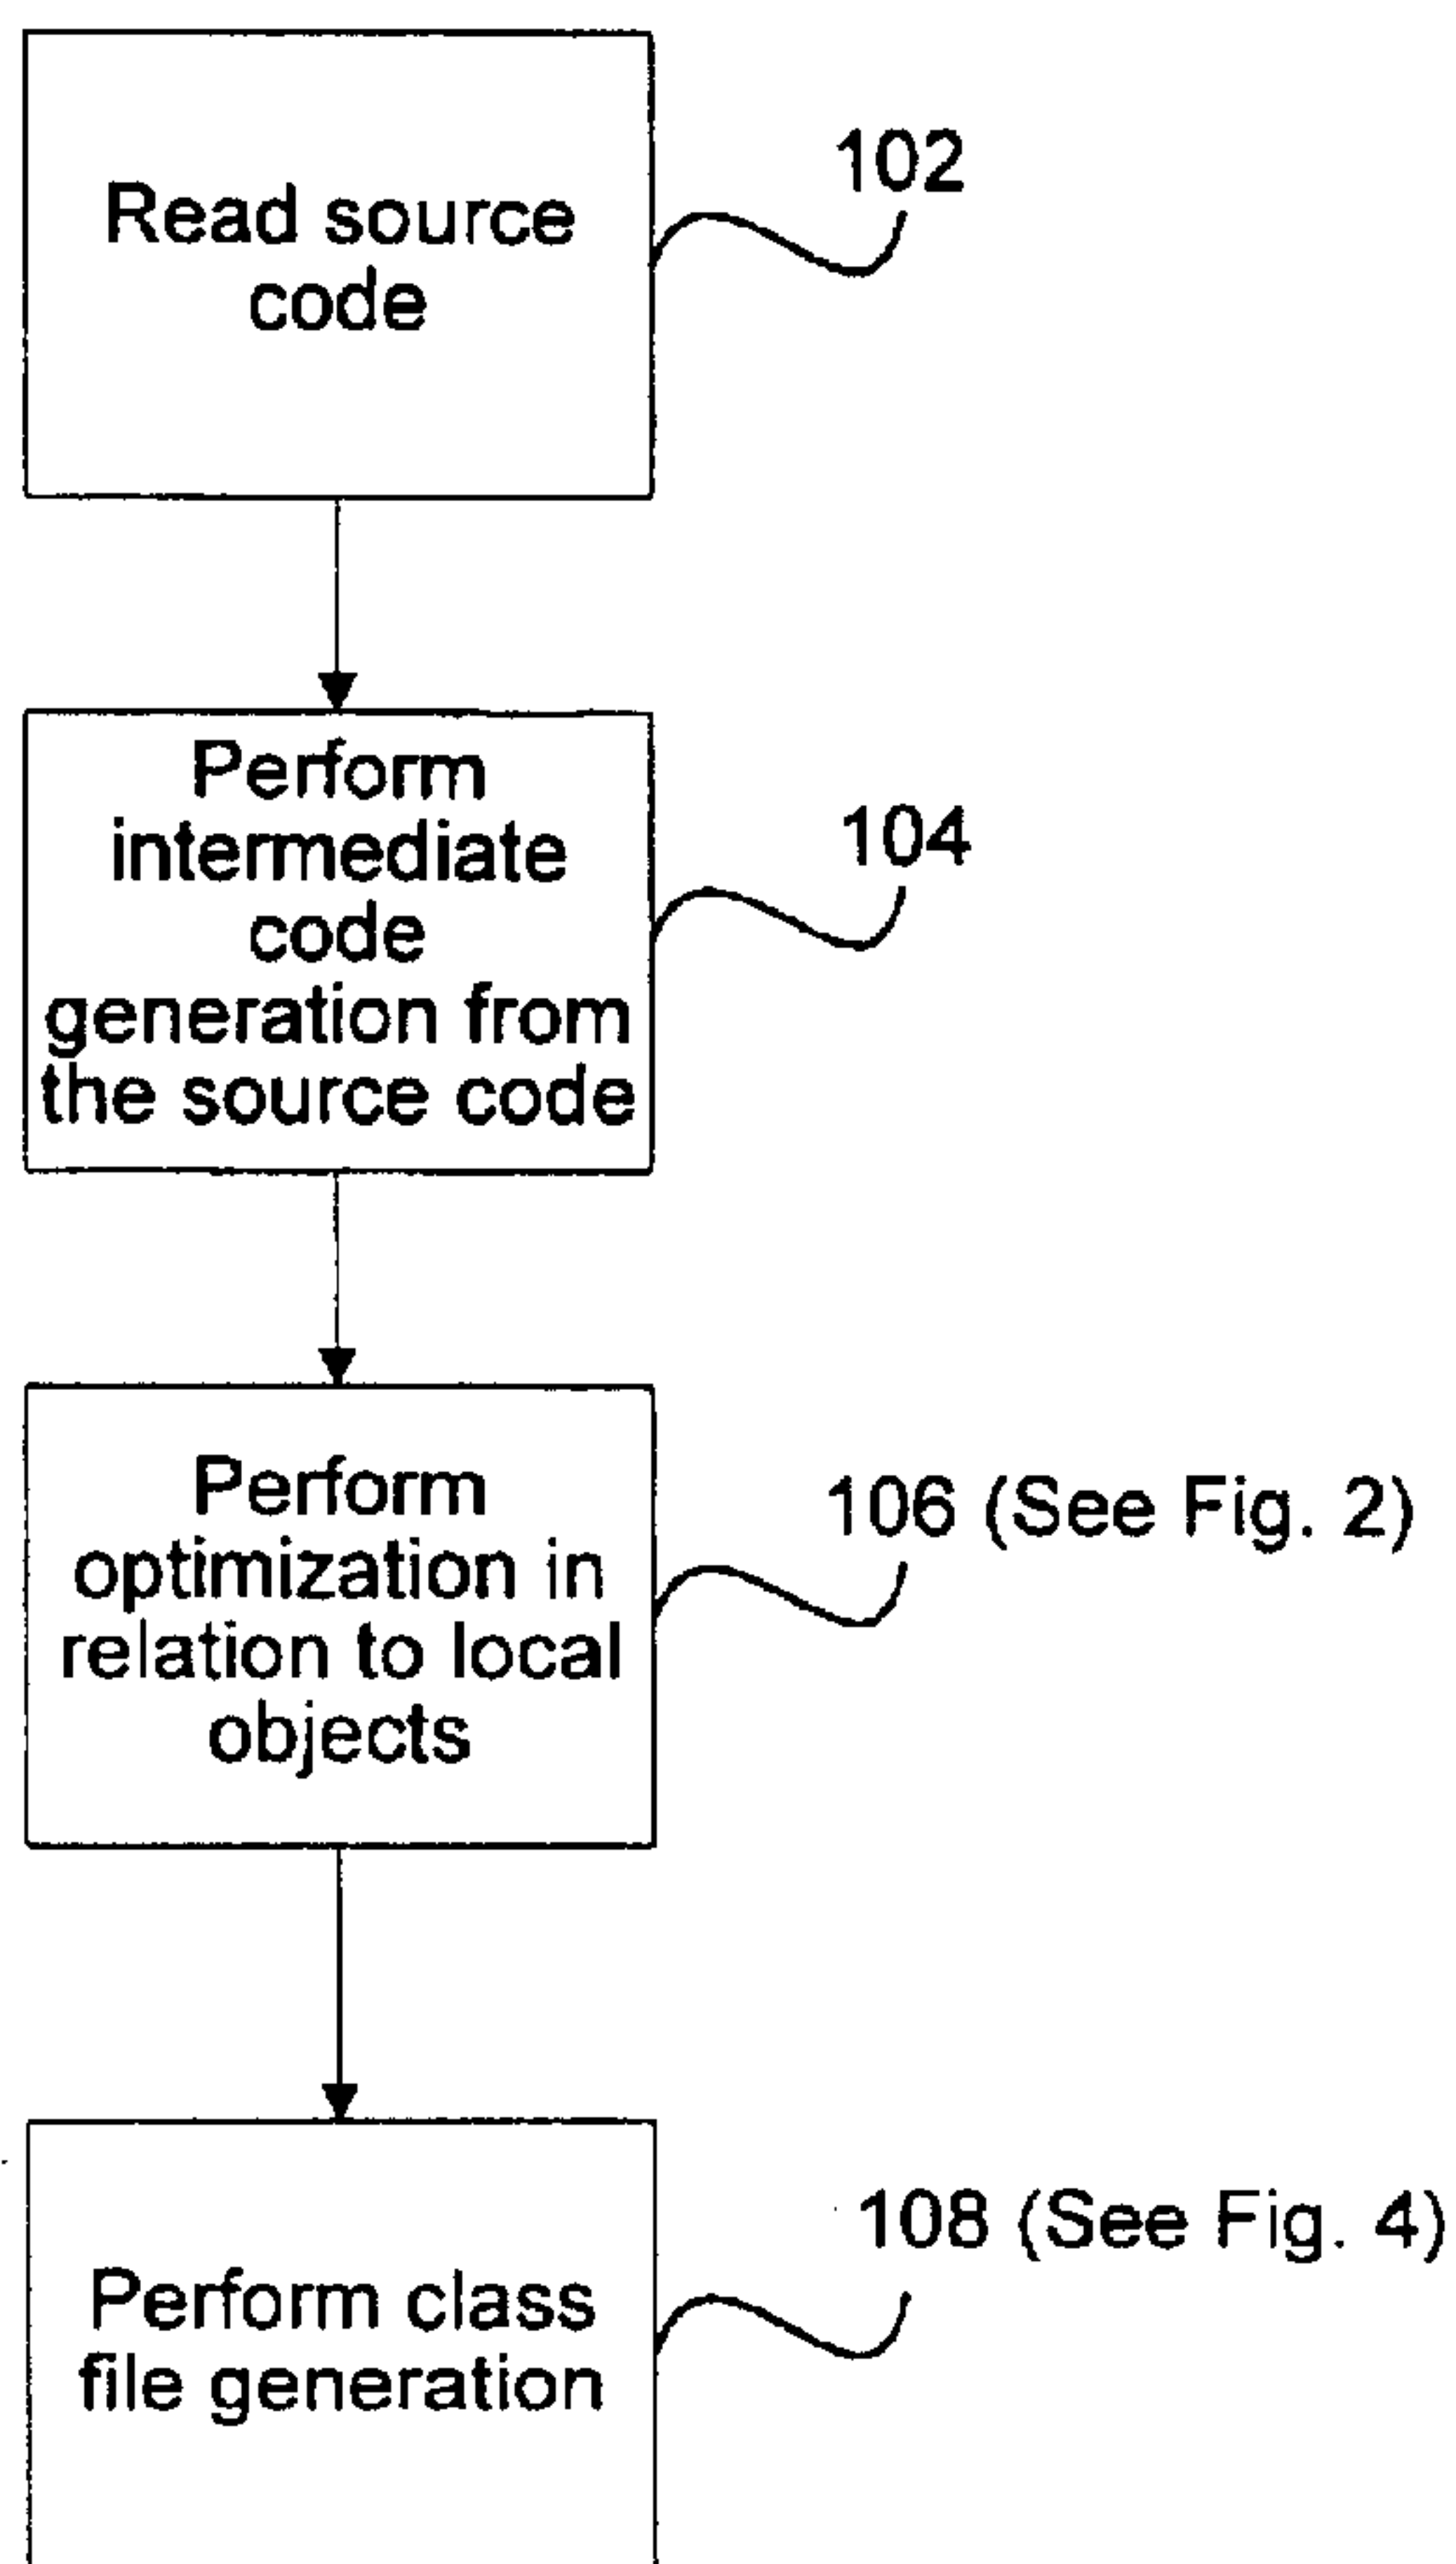 Read source
code
102
Perform
intermediate
code
generation from
the source code
104
Perform
optimization in
relation to local
objects
106 (See Fig. 2)
Perform class
file generation
108 (See Fig. 4)